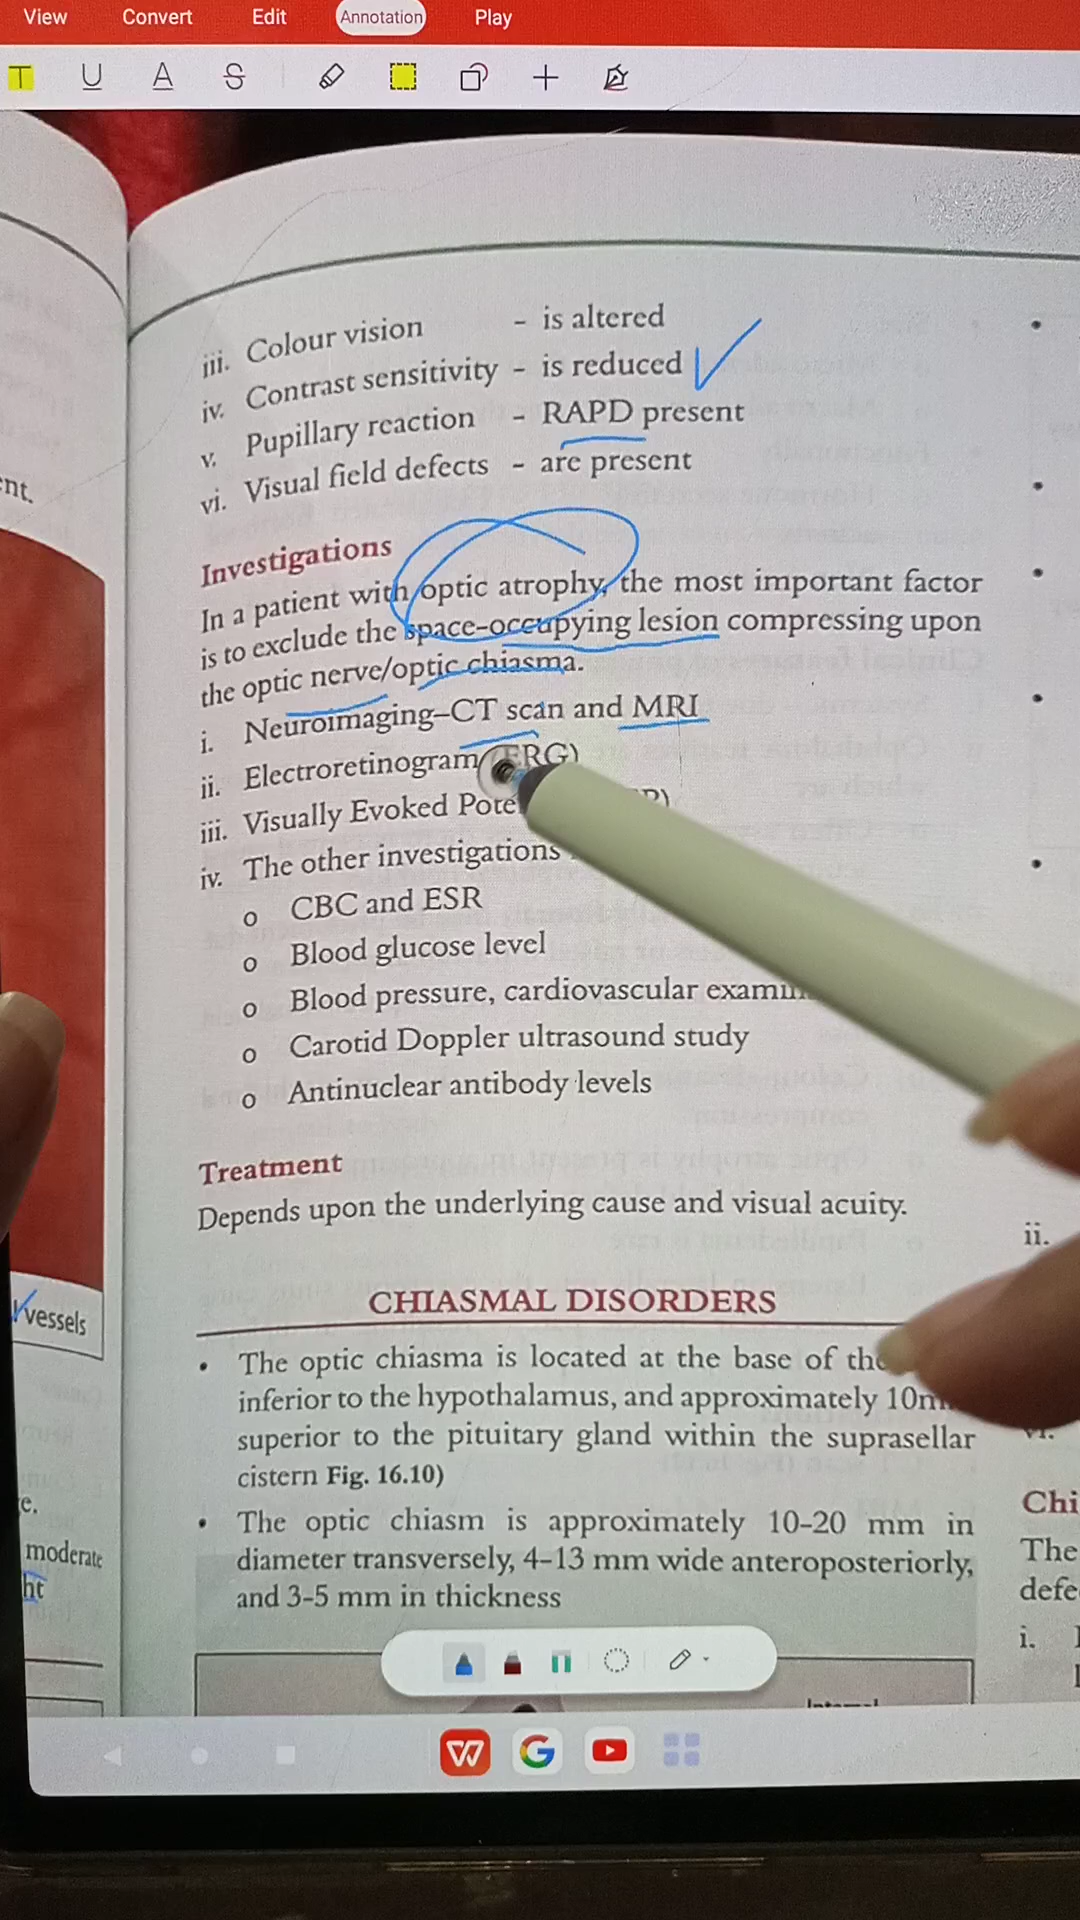 View Convert Edit Annotation Play
T U A S
nt.
iii. Colour vision - is altered
iv. Contrast sensitivity - is reduced
v. Pupillary reaction - RAPD present
vi. Visual field defects - are present
Investigations
In a patient with optic atrophy, the most important factor
is to exclude the space-occupying lesion compressing upon
the optic nerve/optic chiasma.
i. Neuroimaging–CT scan and MRI
ii. Electroretinogram (ERG)
iii. Visually Evoked
iv. The other investigations
o CBC and ESR
o Blood glucose level
o Blood pressure, cardiovascular
o Carotid Doppler ultrasound study
o Antinuclear antibody levels
Treatment
Depends upon the underlying cause and visual acuity.
vessels
CHIASMAL DISORDERS
• The optic chiasma is located at the base of the
inferior to the hypothalamus, and approximately
superior to the pituitary gland within the suprasellar
cistern Fig. 16.10)
• The optic chiasm is approximately 10–20 mm in
diameter transversely, 4–13 mm wide anteroposteriorly,
and 3-5 mm in thickness
e.
moderate
ht
ii.
vi.
Chi
The
defe
i.